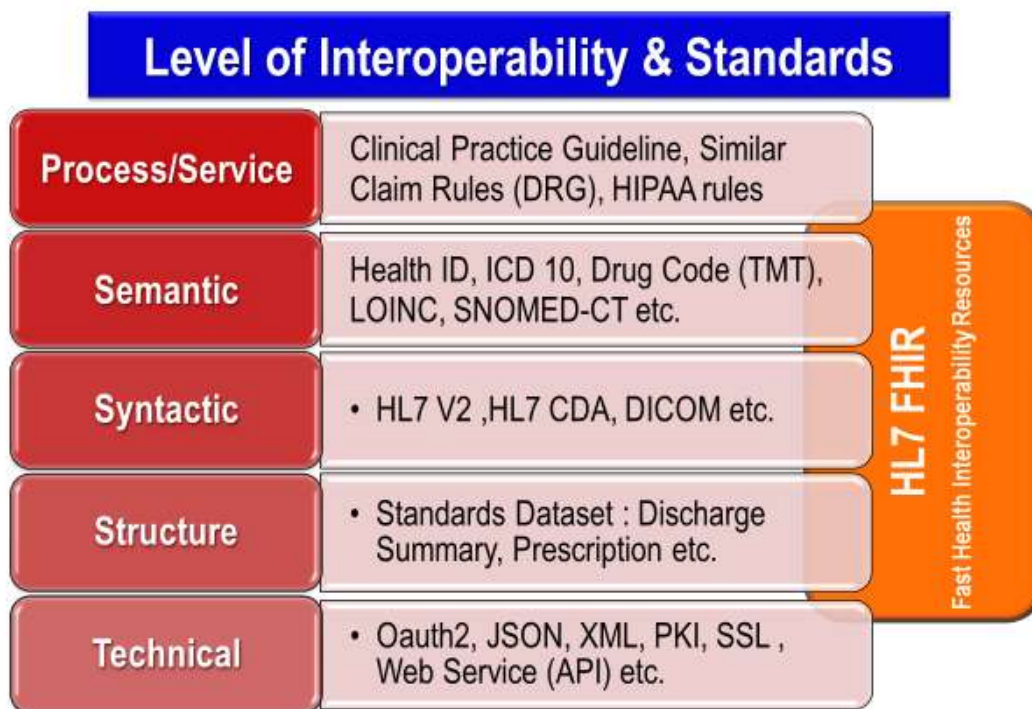 Level of Interoperability & Standards
Process/Service
Clinical Practice Guideline, Similar
Claim Rules (DRG), HIPAA rules
Semantic
Health ID, ICD 10, Drug Code (TMT),
LOINC, SNOMED-CT etc.
Syntactic
• HL7 V2 ,HL7 CDA, DICOM etc.
Structure
• Standards Dataset : Discharge
Summary, Prescription etc.
Technical
• Oauth2, JSON, XML, PKI, SSL ,
Web Service (API) etc.
HL7 FHIR
Fast Health Interoperability Resources